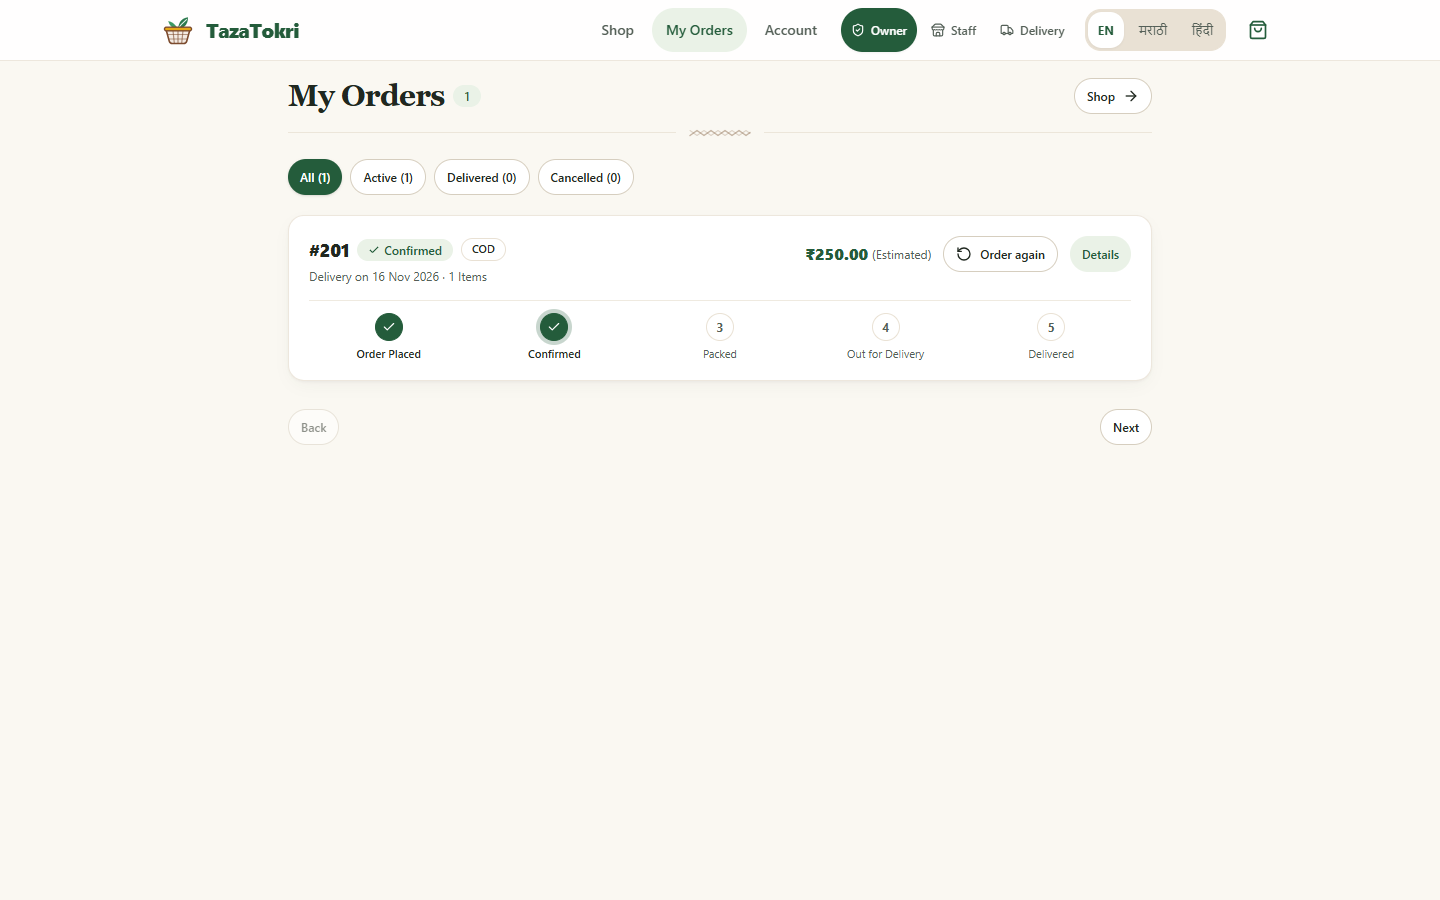 TazaTokri
Shop
My Orders
Account
Owner
Staff
Delivery
EN
मराठी
हिंदी
My Orders 1
Shop
All (1)
Active (1)
Delivered (0)
Cancelled (0)
#201 Confirmed COD
₹250.00 (Estimated)
Order again
Details
Delivery on 16 Nov 2026 · 1 Items
3
4
5
Order Placed
Confirmed
Packed
Out for Delivery
Delivered
Back
Next